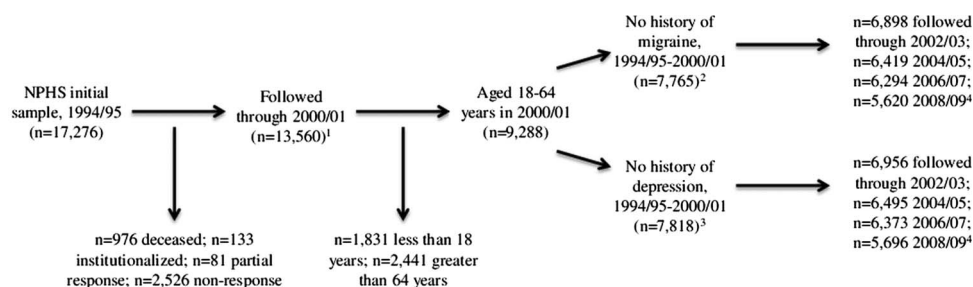 NPHS initial
sample, 1994/95
(n=17,276)
n=976 deceased; n=133
institutionalized; n=81 partial
response; n=2,526 non-response
Followed
through 2000/01
(n=13,560)1
n=1,831 less than 18
years; n=2,441 greater
than 64 years
Aged 18-64
years in 2000/01
(n=9,288)
No history of
migraine,
1994/95-2000/01
(n=7,765)2
n=6,898 followed
through 2002/03;
n=6,419 2004/05;
n=6,294 2006/07;
n=5,620 2008/094
No history of
depression,
1994/95-2000/01
(n=7,818)3
n=6,956 followed
through 2002/03;
n=6,495 2004/05;
n=6,373 2006/07;
n=5,696 2008/094